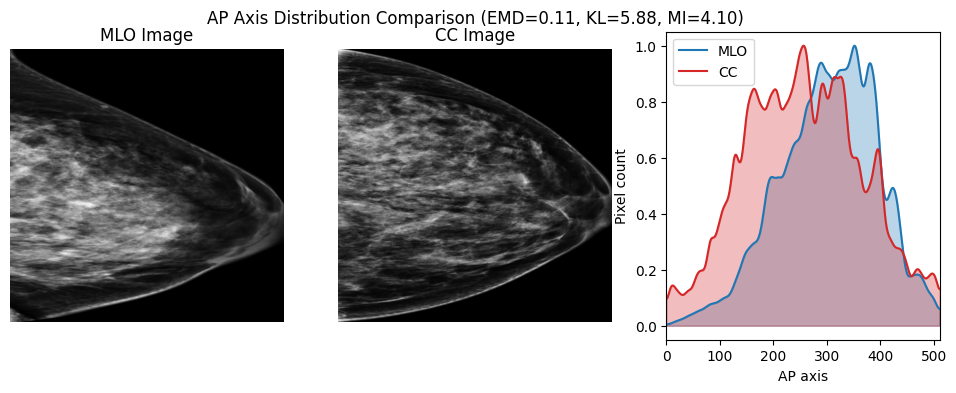 AP Axis Distribution Comparison (EMD=0.11, KL=5.88, MI=4.10)
MLO Image
CC Image
MLO
CC
Pixel count
1.0
0.8
0.6
0.4
0.2
0.0
0 100 200 300 400 500
AP axis